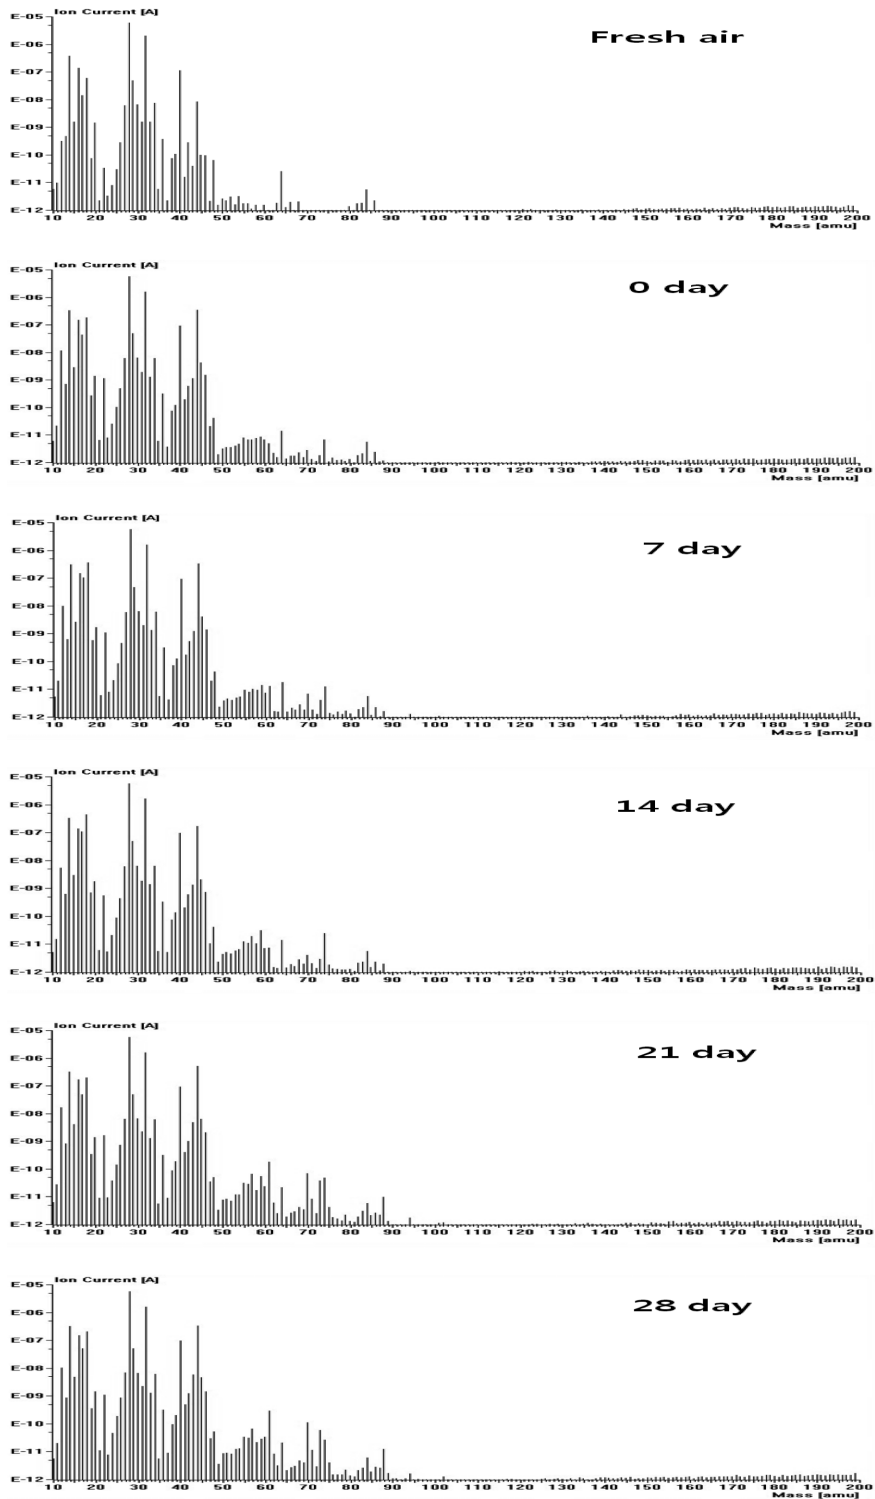 Ion Current [A]
Fresh air
E-05
E-06
E-07
E-08
E-09
E-10
E-11
E-12
10 20 30 40 50 60 70 80 90 100 110 120 130 140 150 160 170 180 190 200
Mass [amu]
Ion Current [A]
0 day
E-05
E-06
E-07
E-08
E-09
E-10
E-11
E-12
10 20 30 40 50 60 70 80 90 100 110 120 130 140 150 160 170 180 190 200
Mass [amu]
Ion Current [A]
7 day
E-05
E-06
E-07
E-08
E-09
E-10
E-11
E-12
10 20 30 40 50 60 70 80 90 100 110 120 130 140 150 160 170 180 190 200
Mass [amu]
Ion Current [A]
14 day
E-05
E-06
E-07
E-08
E-09
E-10
E-11
E-12
10 20 30 40 50 60 70 80 90 100 110 120 130 140 150 160 170 180 190 200
Mass [amu]
Ion Current [A]
21 day
E-05
E-06
E-07
E-08
E-09
E-10
E-11
E-12
10 20 30 40 50 60 70 80 90 100 110 120 130 140 150 160 170 180 190 200
Mass [amu]
Ion Current [A]
28 day
E-05
E-06
E-07
E-08
E-09
E-10
E-11
E-12
10 20 30 40 50 60 70 80 90 100 110 120 130 140 150 160 170 180 190 200
Mass [amu]